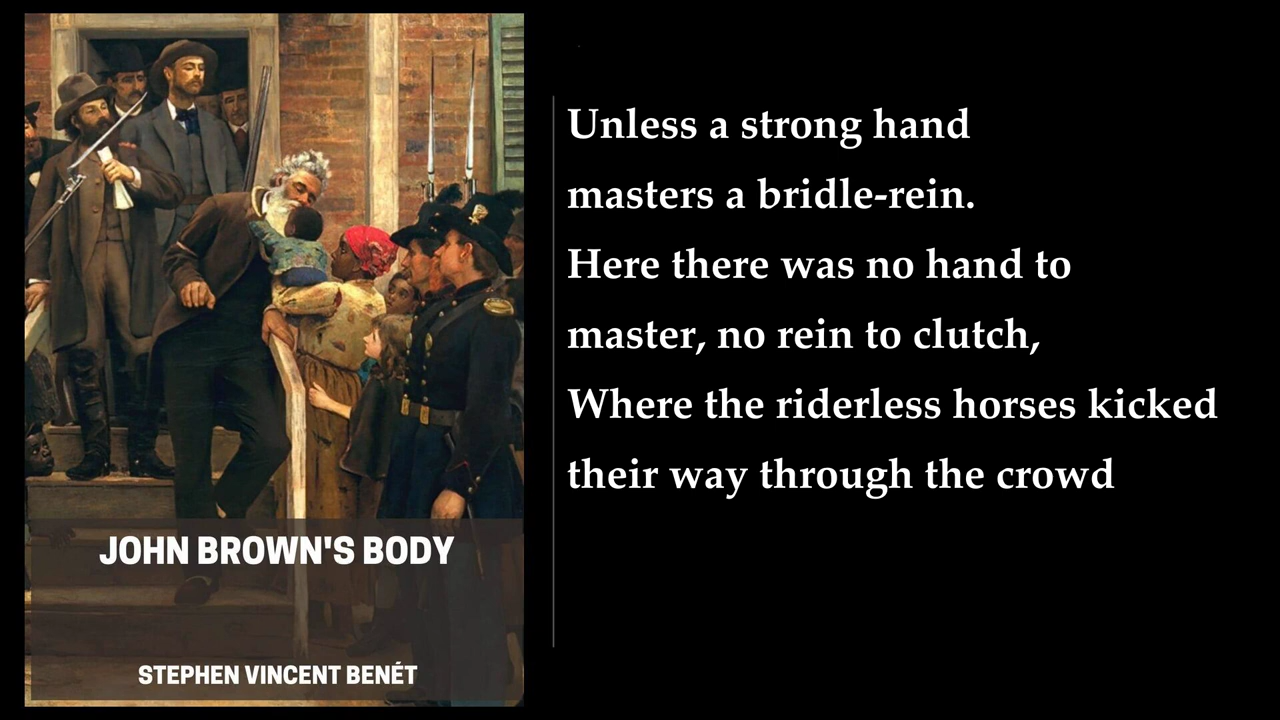 JOHN BROWN'S BODY
STEPHEN VINCENT BENÉT
Unless a strong hand
masters a bridle-rein.
Here there was no hand to
master, no rein to clutch,
Where the riderless horses kicked
their way through the crowd